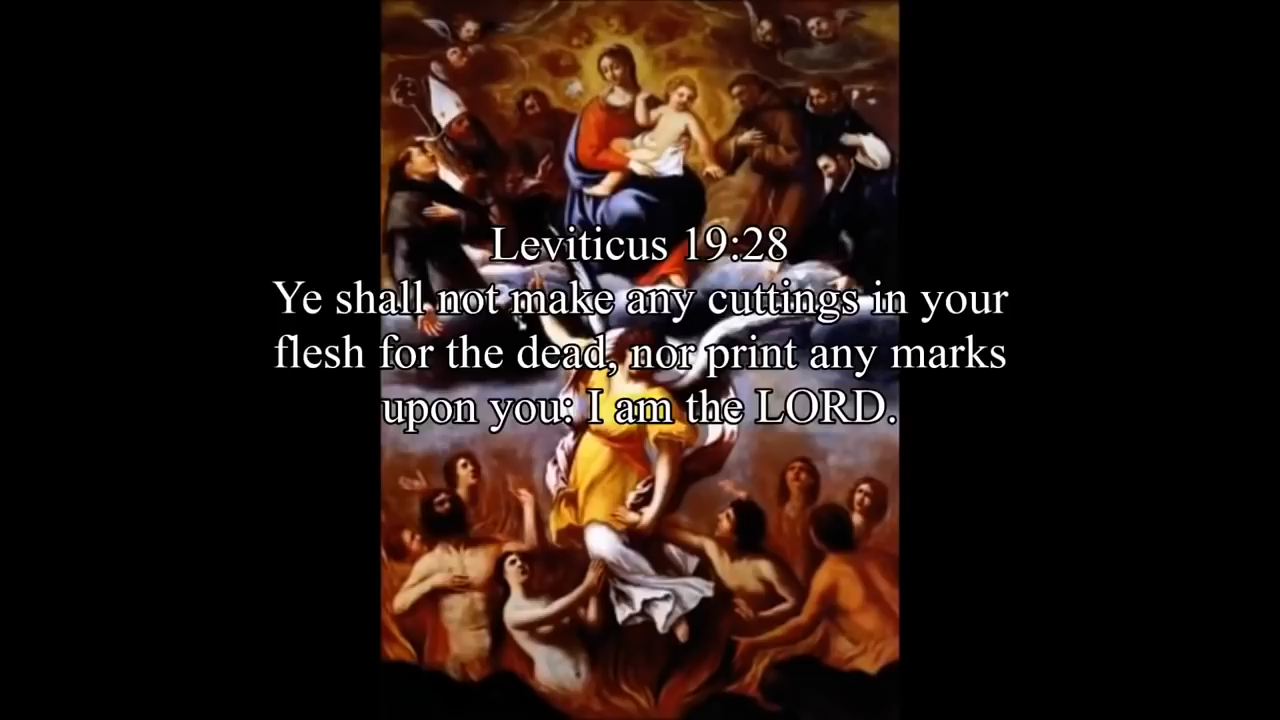 Leviticus 19:28
Ye shall not make any cuttings in your
flesh for the dead, nor print any marks
upon you: I am the LORD.